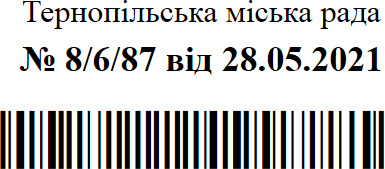 Тернопільська міська рада
№ 8/6/87 від 28.05.2021